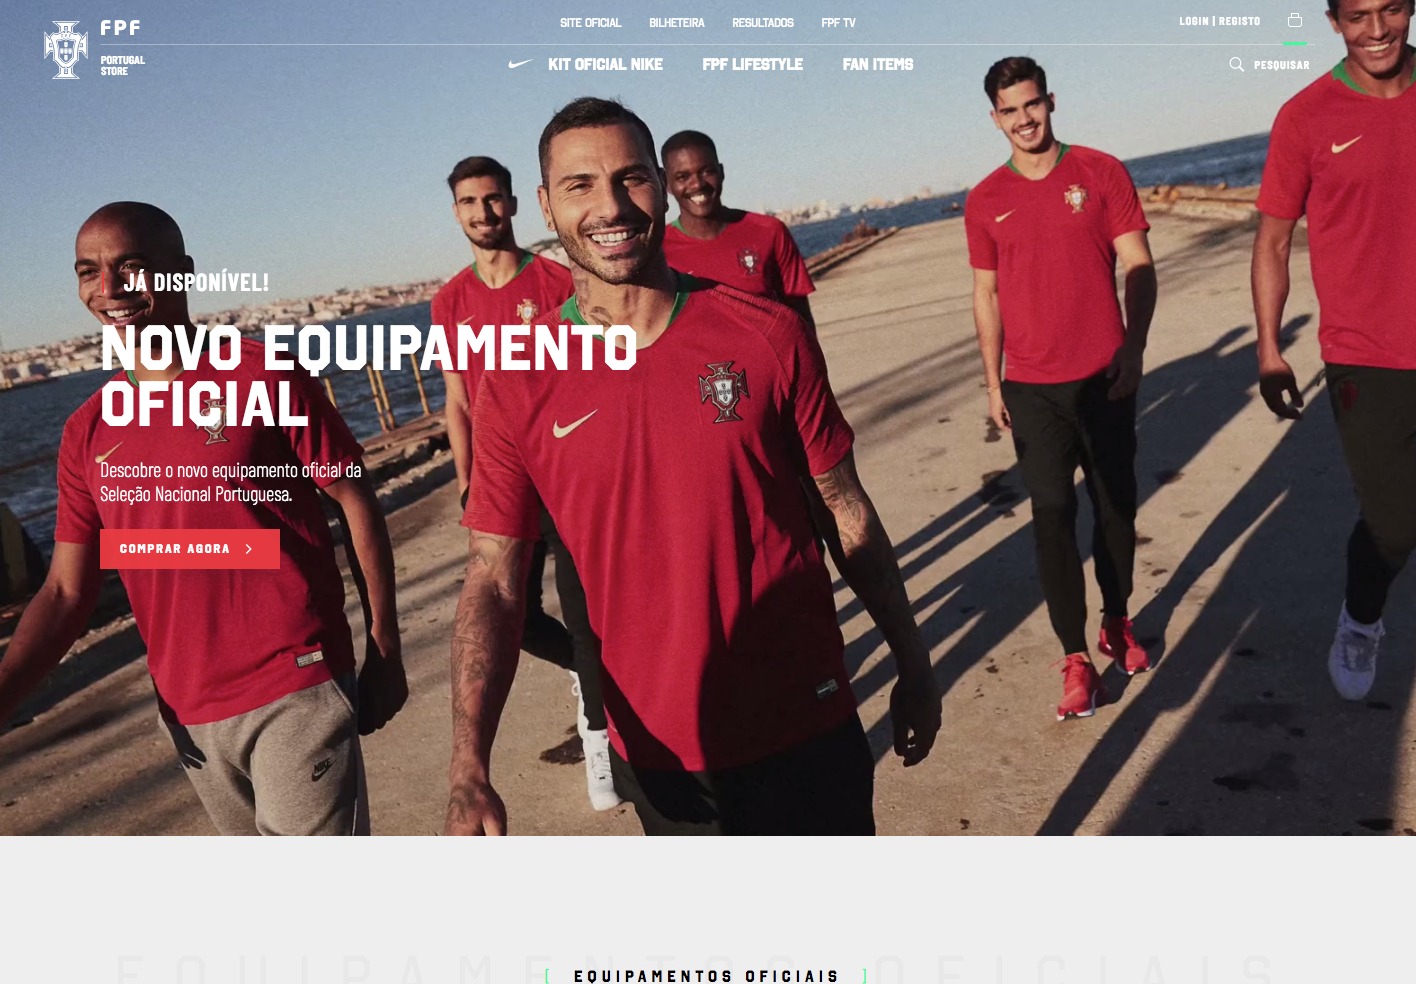 FPF
PORTUGAL
STORE
SITE OFICIAL
BILHETEIRA
RESULTADOS
FPF TV
LOGIN | REGISTO
KIT OFICIAL NIKE
FPF LIFESTYLE
FAN ITEMS
PESQUISAR
JÁ DISPONÍVEL!
NOVO EQUIPAMENTO
OFICIAL
Descobre o novo equipamento oficial da
Seleção Nacional Portuguesa.
COMPRAR AGORA
NIKE
EQUIPAMENTOS OFICIAIS
[ EQUIPAMENTOS OFICIAIS ]